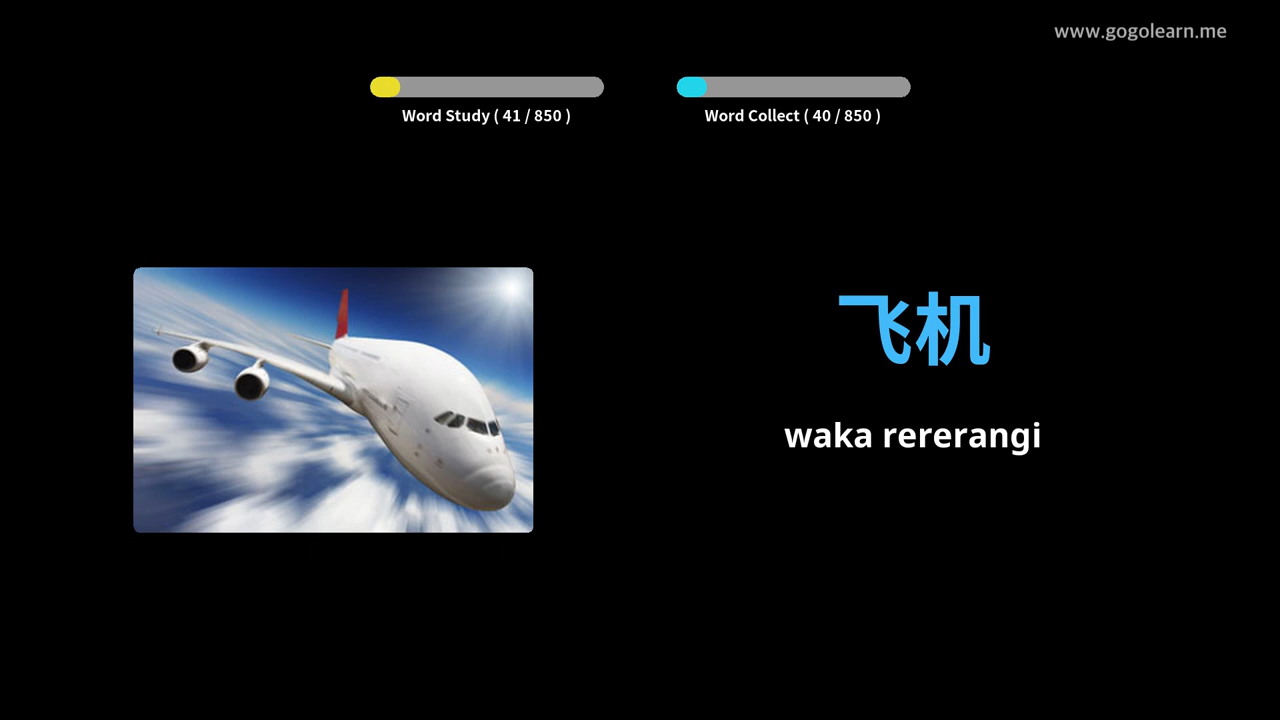 www.gogolearn.me
Word Study ( 41 / 850 )
Word Collect ( 40 / 850 )
飞机
waka rererangi